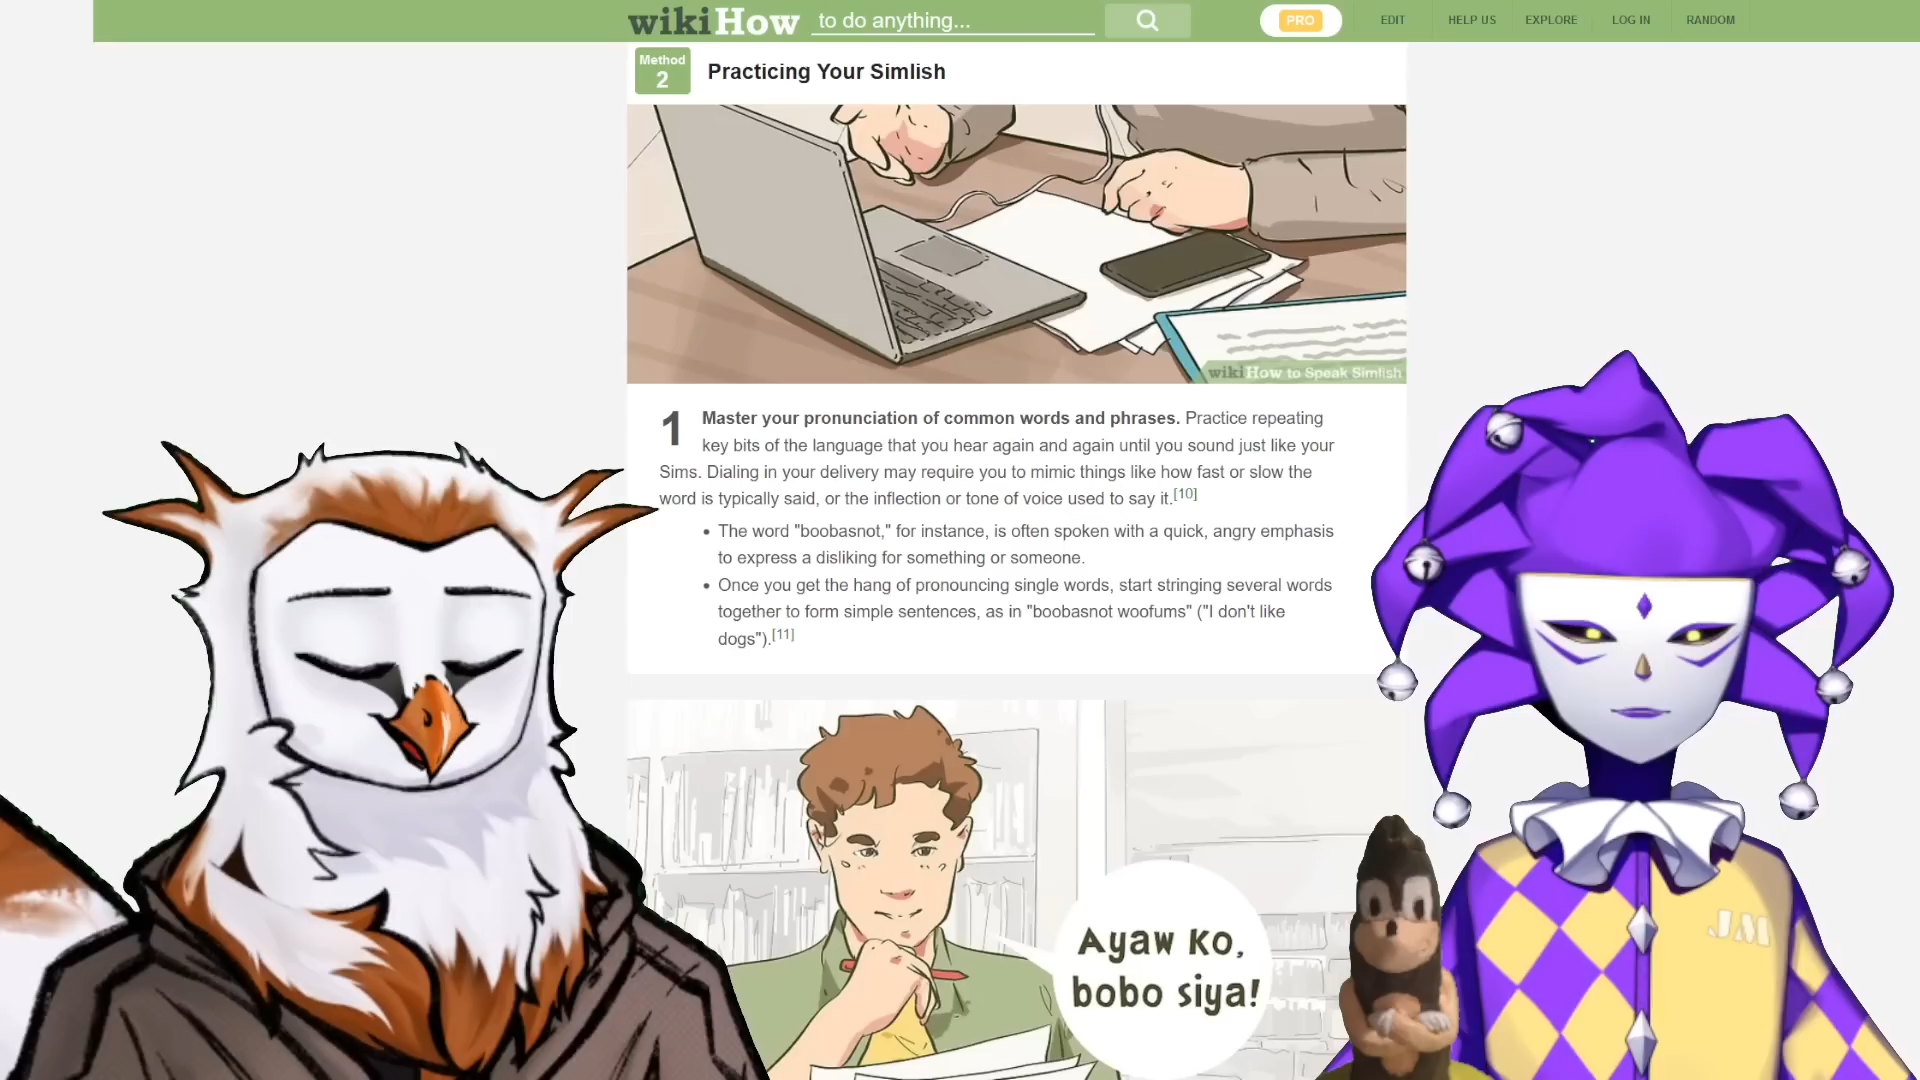 wikiHow to do anything... PRO EDIT HELP US EXPLORE LOG IN RANDOM
Method
2
Practicing Your Simlish
wikiHow to Speak Simlish
1 Master your pronunciation of common words and phrases. Practice repeating
key bits of the language that you hear again and again until you sound just like your
Sims. Dialing in your delivery may require you to mimic things like how fast or slow the
word is typically said, or the inflection or tone of voice used to say it.[10]
• The word "boobasnot," for instance, is often spoken with a quick, angry emphasis
to express a disliking for something or someone.
• Once you get the hang of pronouncing single words, start stringing several words
together to form simple sentences, as in "boobasnot woofums" ("I don't like
dogs").[11]
Ayaw Ko,
bobo siya!
JM